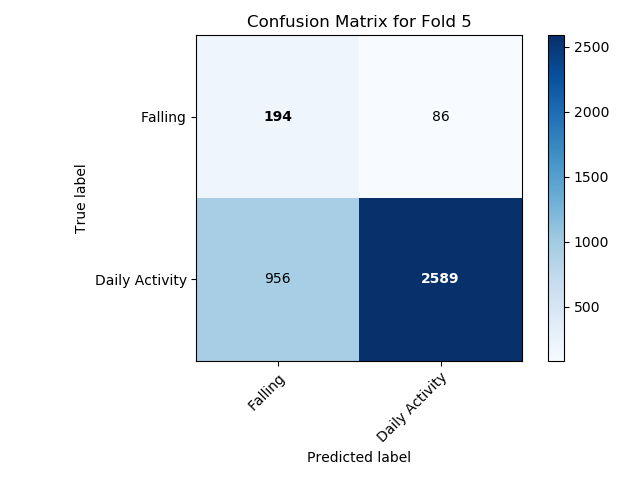 Confusion Matrix for Fold 5
True label
Falling
194
86
Daily Activity
956
2589
Falling
Daily Activity
Predicted label
2500
2000
1500
1000
500